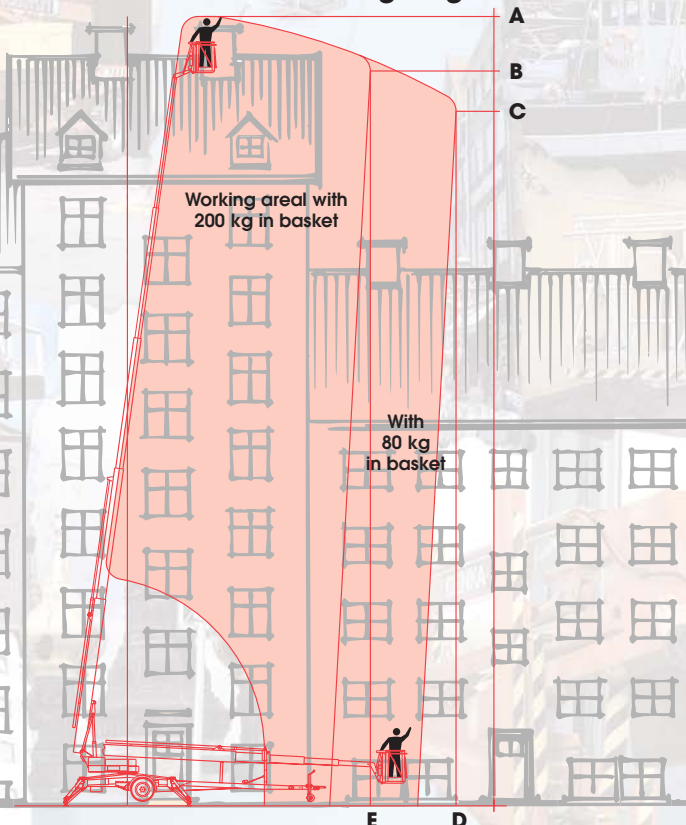 A
B
C
Working areal with
200 kg in basket
With
80 kg
in basket
E
D